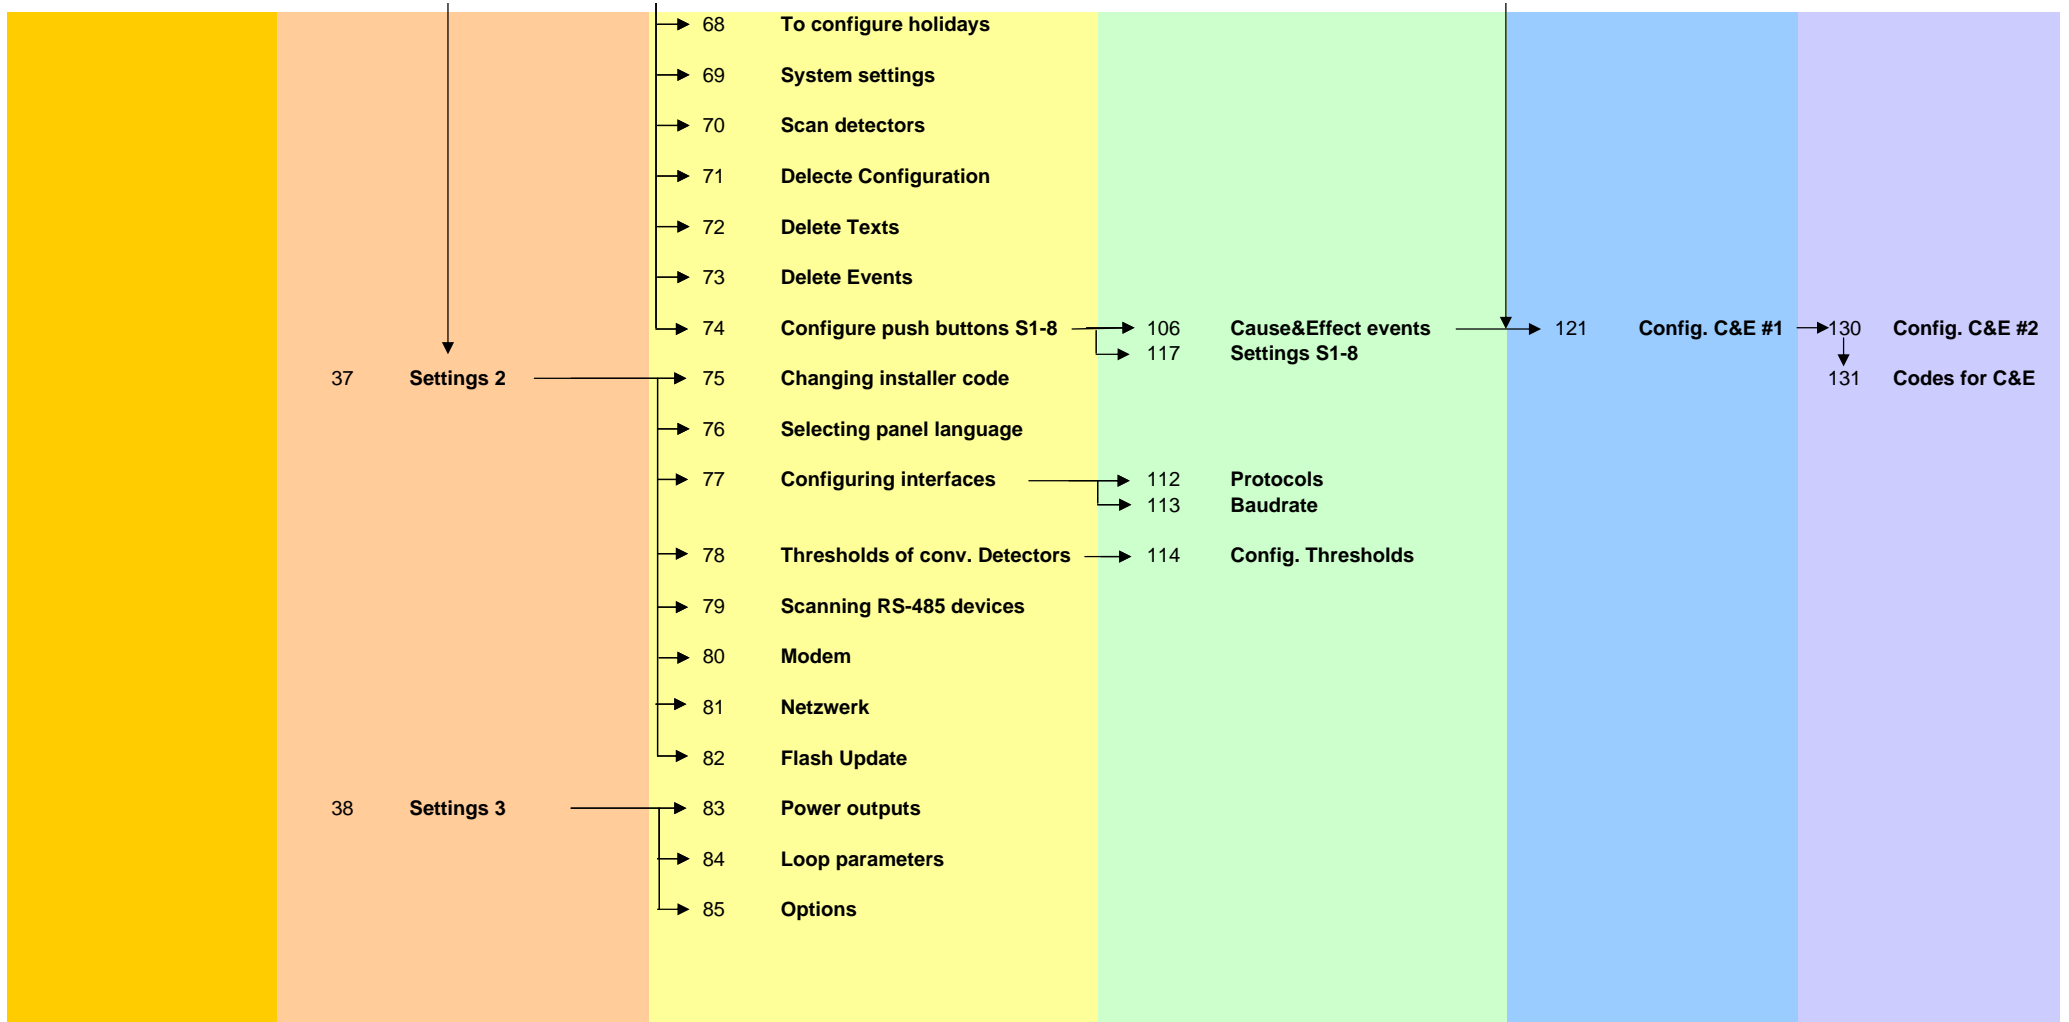 68 To configure holidays
69 System settings
70 Scan detectors
71 Delecte Configuration
72 Delete Texts
73 Delete Events
74 Configure push buttons S1-8 106 Cause&Effect events 121 Config. C&E #1 130 Config. C&E #2
117 Settings S1-8
37 Settings 2 75 Changing installer code 131 Codes for C&E
76 Selecting panel language
77 Configuring interfaces 112 Protocols
113 Baudrate
78 Thresholds of conv. Detectors 114 Config. Thresholds
79 Scanning RS-485 devices
80 Modem
81 Netzwerk
82 Flash Update
38 Settings 3 83 Power outputs
84 Loop parameters
85 Options